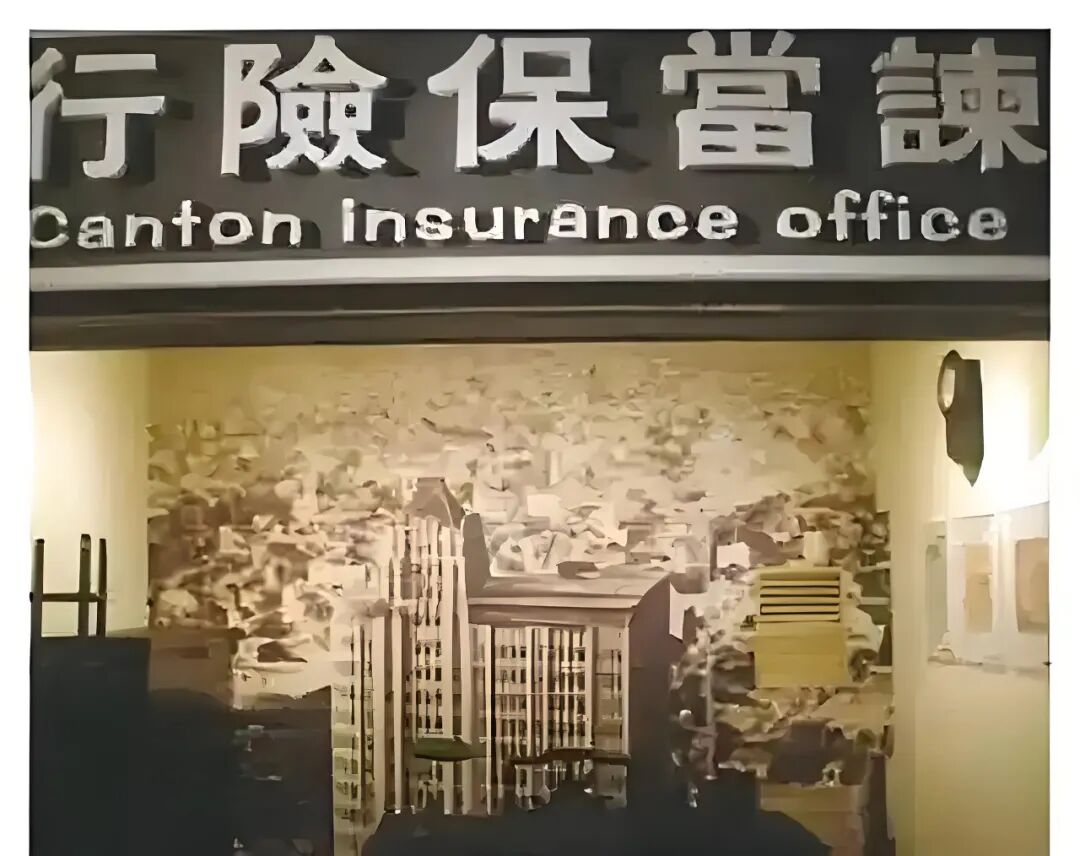 諫當保險行
Canton insurance office